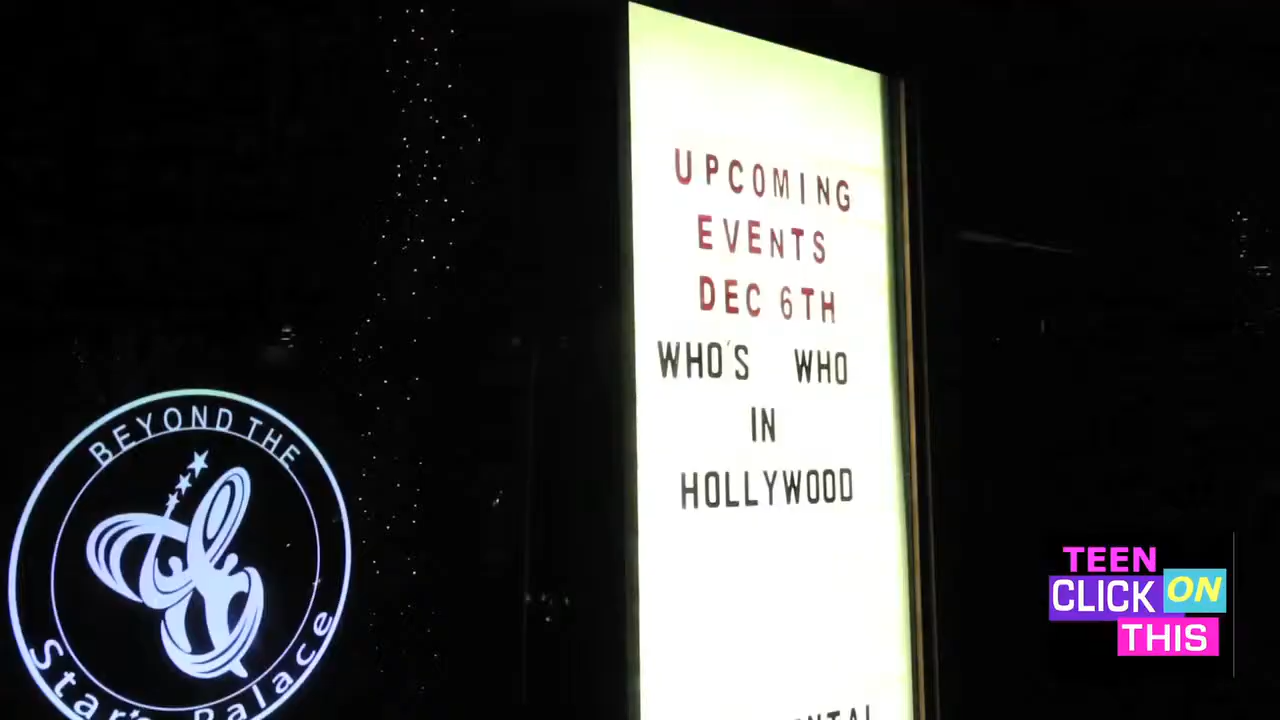 UPCOMING
EVENTS
DEC 6TH
WHO'S WHO
IN
HOLLYWOOD
BEYOND THE
Star's Palace
TEEN
CLICK ON
THIS